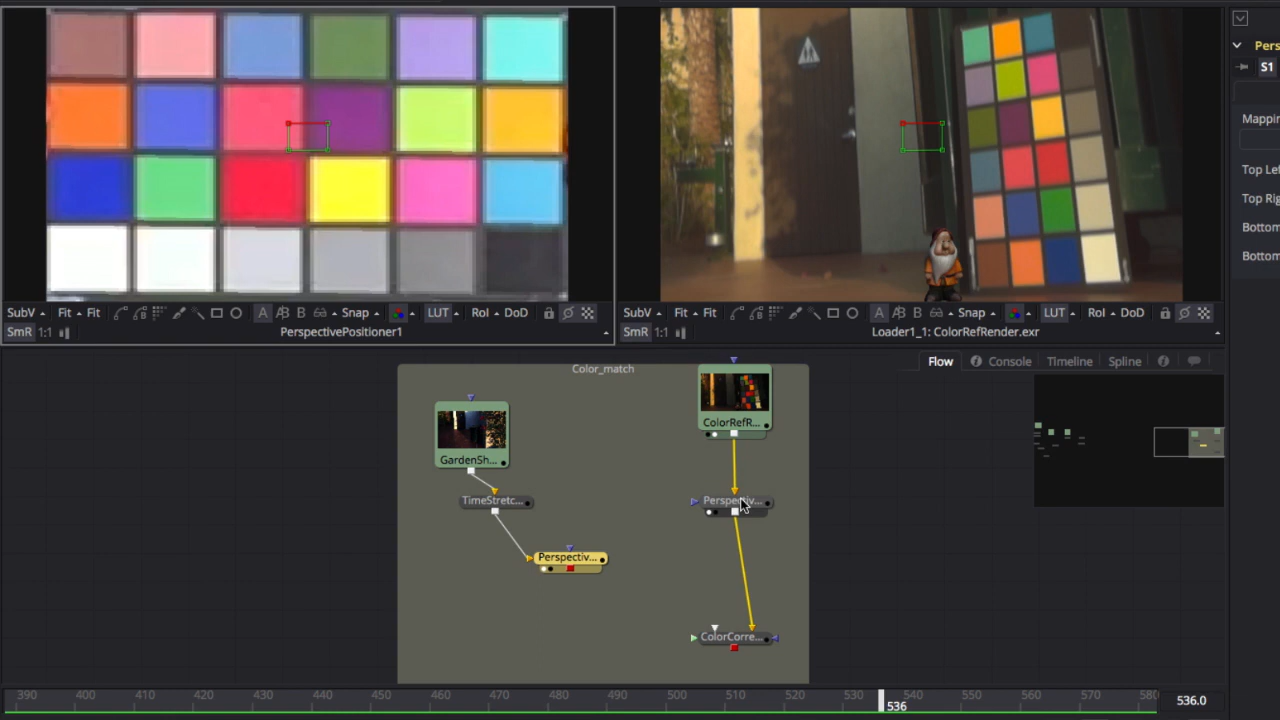 Pers
S1
Mappin
Top Le
Top Rig
Bottom
Bottom
SubV Fit Fit A A/B B Snap LUT RoI DoD
SmR 1:1 PerspectivePositioner1
SubV Fit Fit A A/B B Snap LUT RoI DoD
SmR 1:1 Loader1_1: ColorRefRender.exr
Flow Console Timeline Spline
Color_match
ColorRefR...
GardenSh...
TimeStretc...
Perspectiv...
Perspectiv...
ColorCorre...
390 400 410 420 430 440 450 460 470 480 490 500 510 520 530 540 550 560 570 580
536
536.0